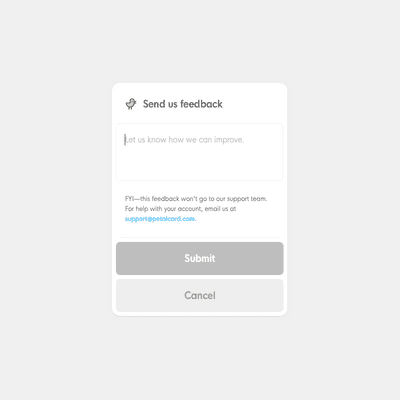 Send us feedback
Let us know how we can improve.
FYI—this feedback won't go to our support team.
For help with your account, email us at
support@petalcard.com.
Submit
Cancel